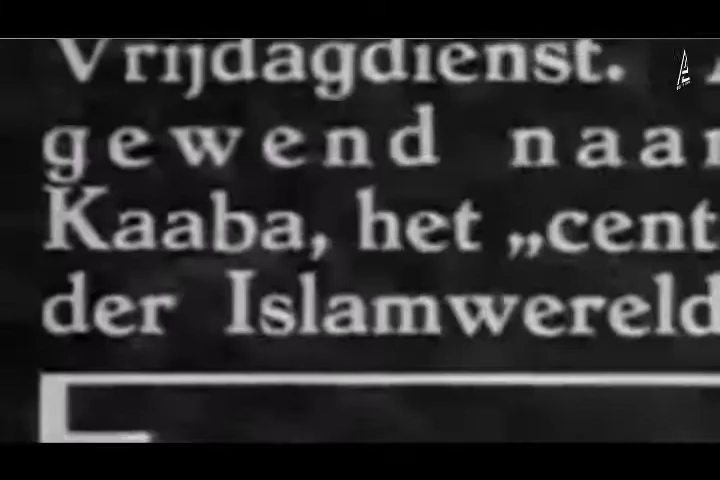 Vrijdagdienst.
gewend naar
Kaaba, het „cent
der Islamwereld